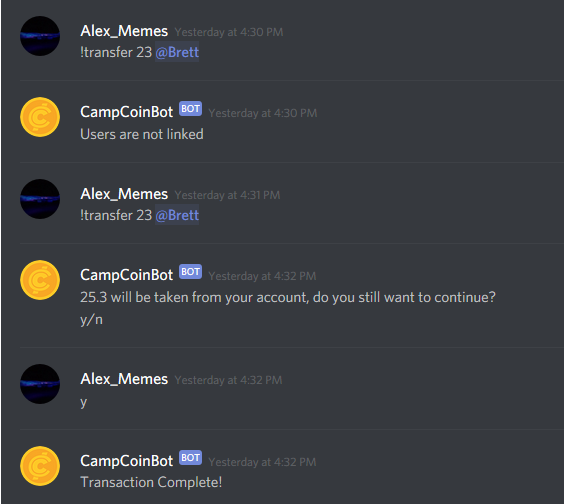 Alex_Memes Yesterday at 4:30 PM
!transfer 23 @Brett
CampCoinBot BOT Yesterday at 4:30 PM
Users are not linked
Alex_Memes Yesterday at 4:31 PM
!transfer 23 @Brett
CampCoinBot BOT Yesterday at 4:32 PM
25.3 will be taken from your account, do you still want to continue?
y/n
Alex_Memes Yesterday at 4:32 PM
y
CampCoinBot BOT Yesterday at 4:32 PM
Transaction Complete!